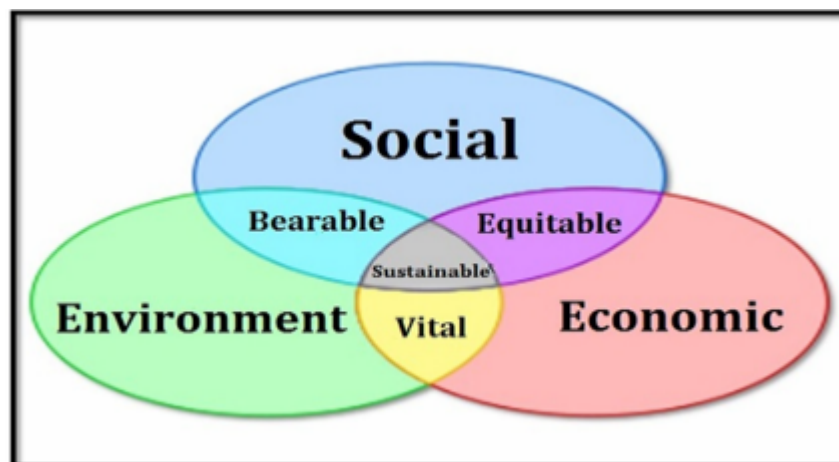 Social
Bearable
Equitable
Sustainable
Environment
Vital
Economic